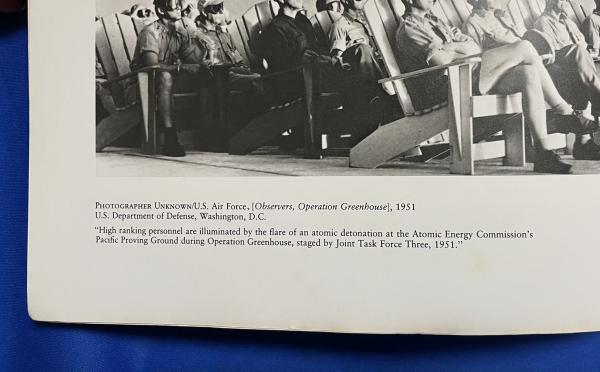 PHOTOGRAPHER UNKNOWN/U.S. Air Force, [Observers, Operation Greenhouse], 1951
U.S. Department of Defense, Washington, D.C.
“High ranking personnel are illuminated by the flare of an atomic detonation at the Atomic Energy Commission’s
Pacific Proving Ground during Operation Greenhouse, staged by Joint Task Force Three, 1951.”